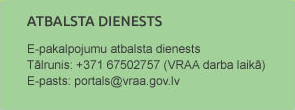 ATBALSTA DIENESTS
E-pakalpojumu atbalsta dienests
Tālrunis: +371 67502757 (VRAA darba laikā)
E-pasts: portals@vraa.gov.lv